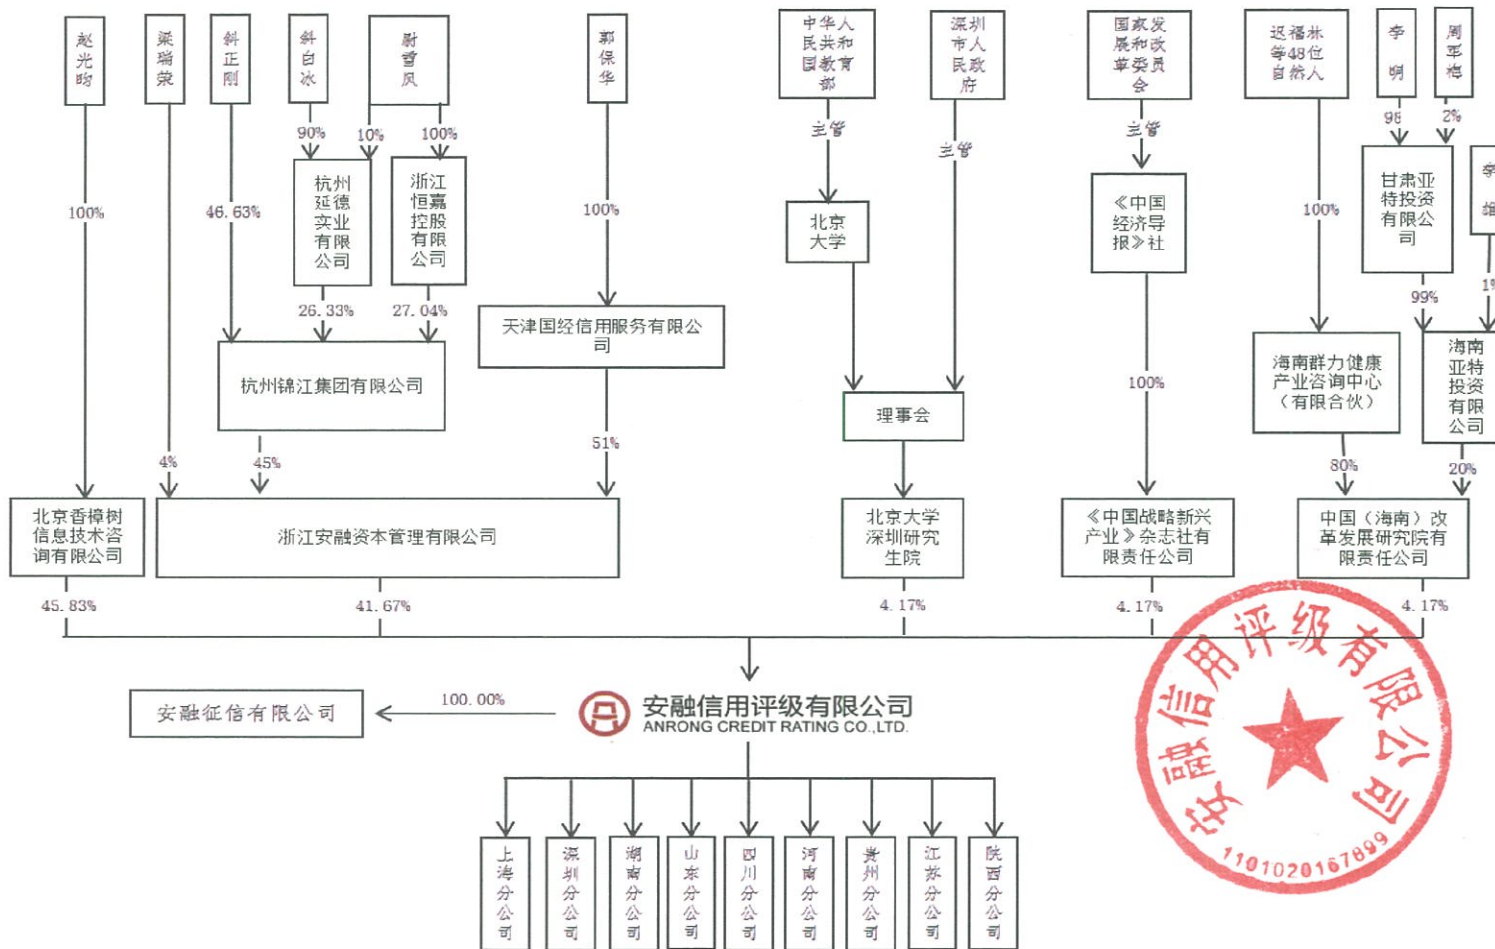 赵光昀
梁瑞荣
斜正刚
斜白冰
尉雪凤
郭保华
中华人
民共和
国教育
部
深圳
市人
民政
府
国家发
展和改
革委员
会
迟福林
等48位
自然人
李明
周军梅
90%
10%
100%
主管
主管
主管
98
2%
100%
46.63%
杭州
延德
实业
有限
公司
浙江
恒嘉
控股
有限
公司
100%
北京
大学
《中国
经济导
报》社
100%
甘肃亚
特投资
有限公
司
李雄
26.33%
27.04%
99%
1%
天津国经信用服务有限公
司
杭州锦江集团有限公司
100%
海南群力健康
产业咨询中心
（有限合伙）
海南
亚特
投资
有限
公司
理事会
4%
45%
51%
80%
20%
北京香樟树
信息技术咨
询有限公司
浙江安融资本管理有限公司
北京大学
深圳研究
生院
《中国战略新兴
产业》杂志社有
限责任公司
中国（海南）改
革发展研究院有
限责任公司
45.83%
41.67%
4.17%
4.17%
4.17%
安融征信有限公司
100.00%
安融信用评级有限公司
ANRONG CREDIT RATING CO.,LTD.
上海分公司
深圳分公司
湖南分公司
山东分公司
四川分公司
河南分公司
贵州分公司
江苏分公司
陕西分公司
安融信用评级有限公司
1101020167899